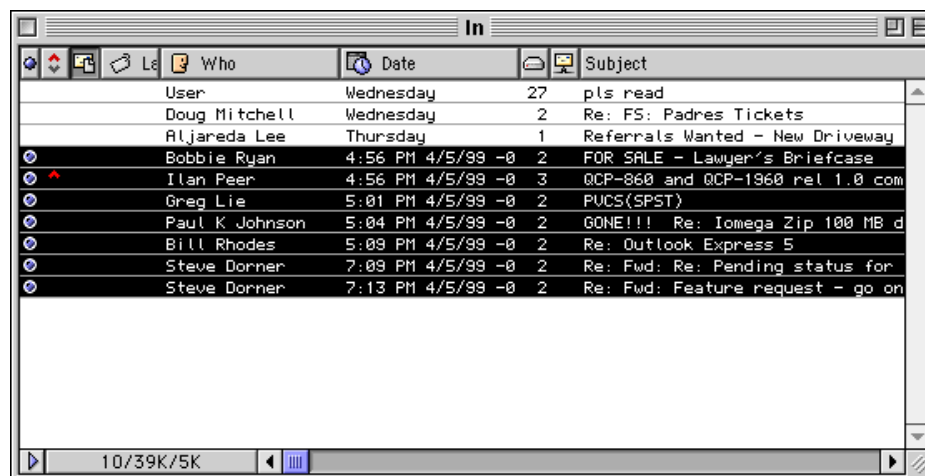 In
La Who Date Subject
User Wednesday 27 pls read
Doug Mitchell Wednesday 2 Re: FS: Padres Tickets
Aljareda Lee Thursday 1 Referrals Wanted - New Driveway
Bobbie Ryan 4:56 PM 4/5/99 -0 2 FOR SALE - Lawyer's Briefcase
Ilan Peer 4:56 PM 4/5/99 -0 3 QCP-860 and QCP-1960 rel 1.0 com
Greg Lie 5:01 PM 4/5/99 -0 2 PVCS(SPST)
Paul K Johnson 5:04 PM 4/5/99 -0 2 GONE!!! Re: Iomega Zip 100 MB d
Bill Rhodes 5:09 PM 4/5/99 -0 2 Re: Outlook Express 5
Steve Dorner 7:09 PM 4/5/99 -0 2 Re: Fwd: Re: Pending status for
Steve Dorner 7:13 PM 4/5/99 -0 2 Re: Fwd: Feature request - go on
10/39K/5K